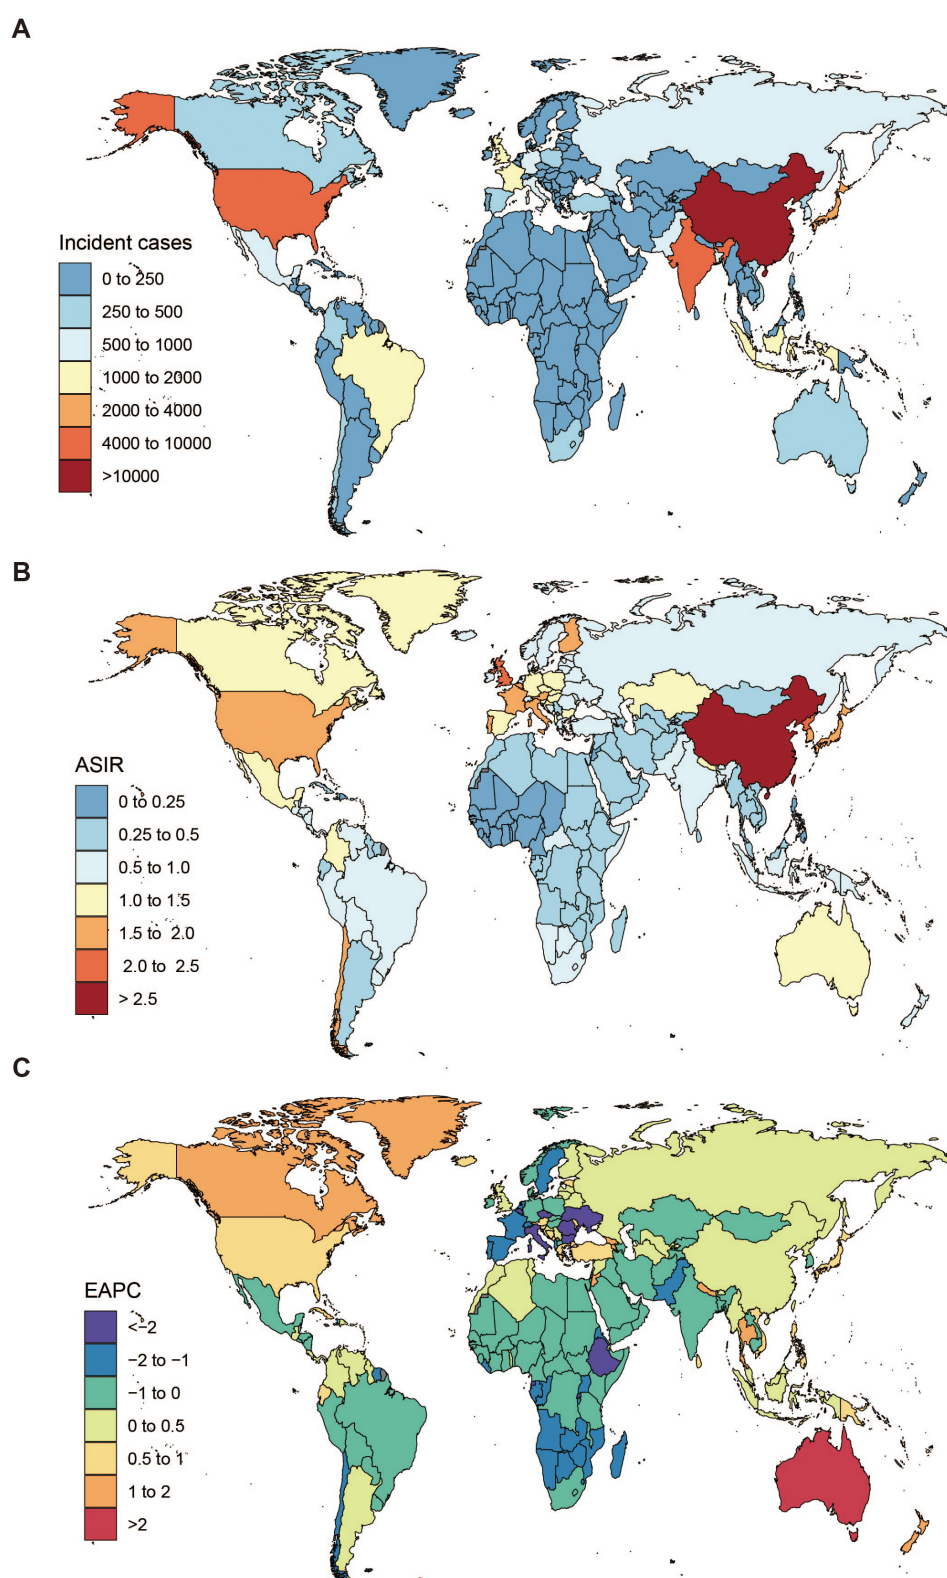 A
Incident cases
0 to 250
250 to 500
500 to 1000
1000 to 2000
2000 to 4000
4000 to 10000
>10000
B
ASIR
0 to 0.25
0.25 to 0.5
0.5 to 1.0
1.0 to 1.5
1.5 to 2.0
2.0 to 2.5
> 2.5
C
EAPC
<−2
−2 to −1
−1 to 0
0 to 0.5
0.5 to 1
1 to 2
>2